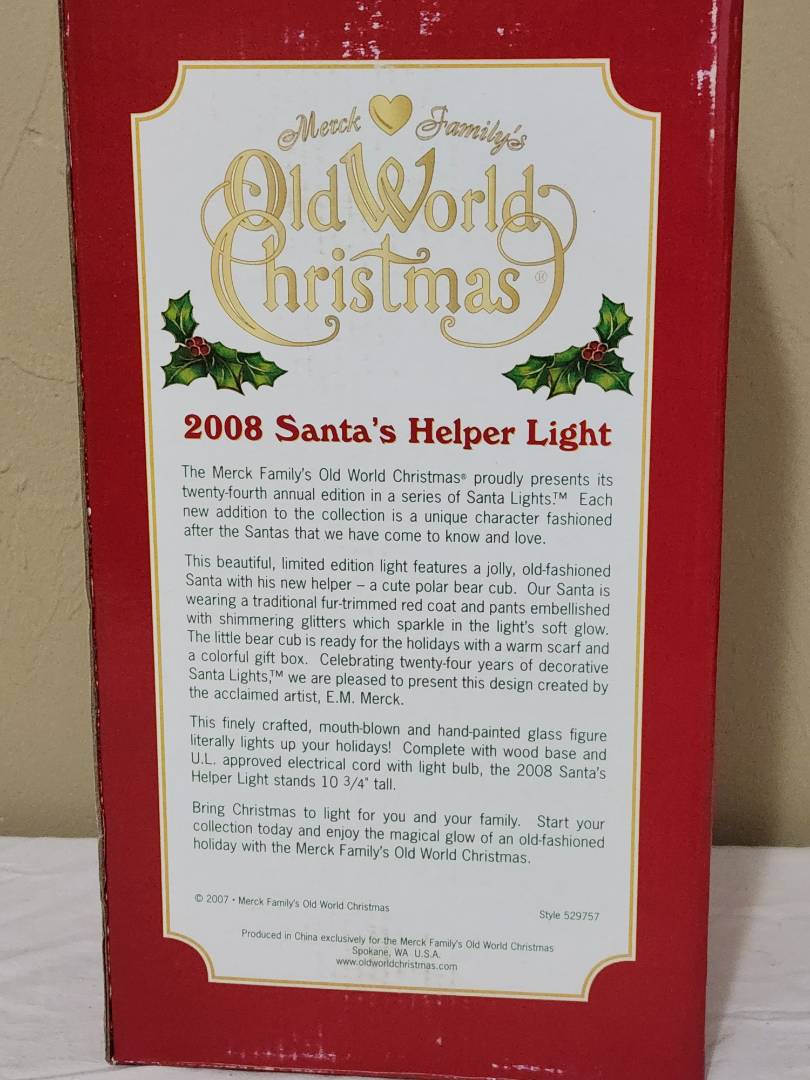 Merck Family's
Old World
Christmas®
2008 Santa's Helper Light
The Merck Family's Old World Christmas® proudly presents its
twenty-fourth annual edition in a series of Santa Lights.™ Each
new addition to the collection is a unique character fashioned
after the Santas that we have come to know and love.
This beautiful, limited edition light features a jolly, old-fashioned
Santa with his new helper – a cute polar bear cub. Our Santa is
wearing a traditional fur-trimmed red coat and pants embellished
with shimmering glitters which sparkle in the light's soft glow.
The little bear cub is ready for the holidays with a warm scarf and
a colorful gift box. Celebrating twenty-four years of decorative
Santa Lights,™ we are pleased to present this design created by
the acclaimed artist, E.M. Merck.
This finely crafted, mouth-blown and hand-painted glass figure
literally lights up your holidays! Complete with wood base and
U.L. approved electrical cord with light bulb, the 2008 Santa's
Helper Light stands 10 3/4" tall.
Bring Christmas to light for you and your family. Start your
collection today and enjoy the magical glow of an old-fashioned
holiday with the Merck Family's Old World Christmas.
© 2007 • Merck Family's Old World Christmas
Style 529757
Produced in China exclusively for the Merck Family's Old World Christmas
Spokane, WA U.S.A.
www.oldworldchristmas.com